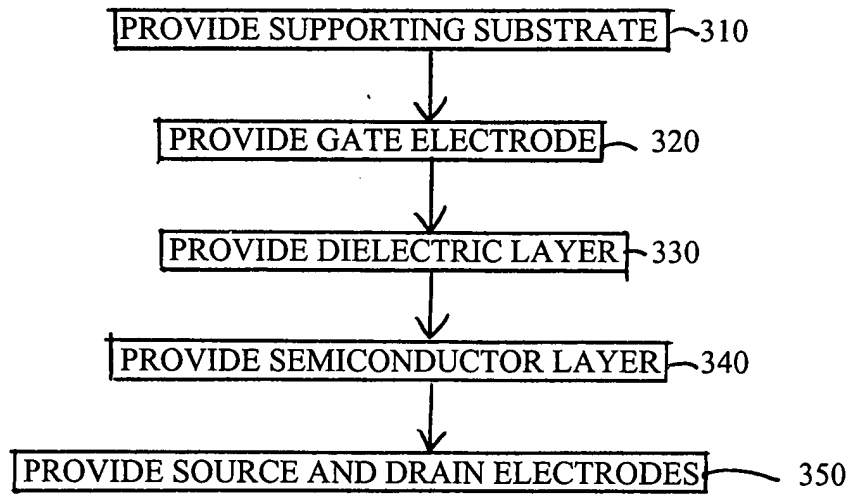 PROVIDE SUPPORTING SUBSTRATE 310
PROVIDE GATE ELECTRODE 320
PROVIDE DIELECTRIC LAYER 330
PROVIDE SEMICONDUCTOR LAYER 340
PROVIDE SOURCE AND DRAIN ELECTRODES 350